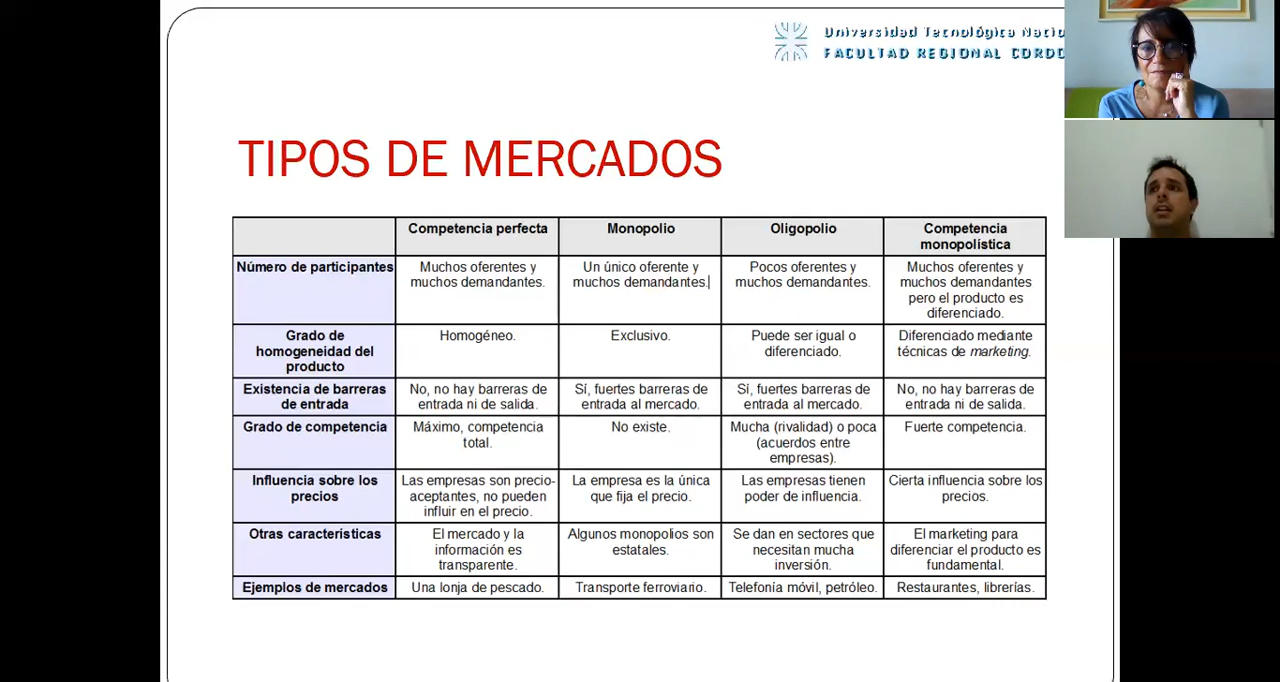 Universidad Tecnológica Nacio
FACULTAD REGIONAL CORDO
TIPOS DE MERCADOS
Competencia perfecta
Monopolio
Oligopolio
Competencia
monopolística
Número de participantes
Muchos oferentes y
muchos demandantes.
Un único oferente y
muchos demandantes.
Pocos oferentes y
muchos demandantes.
Muchos oferentes y
muchos demandantes
pero el producto es
diferenciado.
Grado de
homogeneidad del
producto
Homogéneo.
Exclusivo.
Puede ser igual o
diferenciado.
Diferenciado mediante
técnicas de marketing.
Existencia de barreras
de entrada
No, no hay barreras de
entrada ni de salida.
Sí, fuertes barreras de
entrada al mercado.
Sí, fuertes barreras de
entrada al mercado.
No, no hay barreras de
entrada ni de salida.
Grado de competencia
Máximo, competencia
total.
No existe.
Mucha (rivalidad) o poca
(acuerdos entre
empresas).
Fuerte competencia.
Influencia sobre los
precios
Las empresas son precio-
aceptantes, no pueden
influir en el precio.
La empresa es la única
que fija el precio.
Las empresas tienen
poder de influencia.
Cierta influencia sobre los
precios.
Otras características
El mercado y la
información es
transparente.
Algunos monopolios son
estatales.
Se dan en sectores que
necesitan mucha
inversión.
El marketing para
diferenciar el producto es
fundamental.
Ejemplos de mercados
Una lonja de pescado.
Transporte ferroviario.
Telefonía móvil, petróleo.
Restaurantes, librerías.